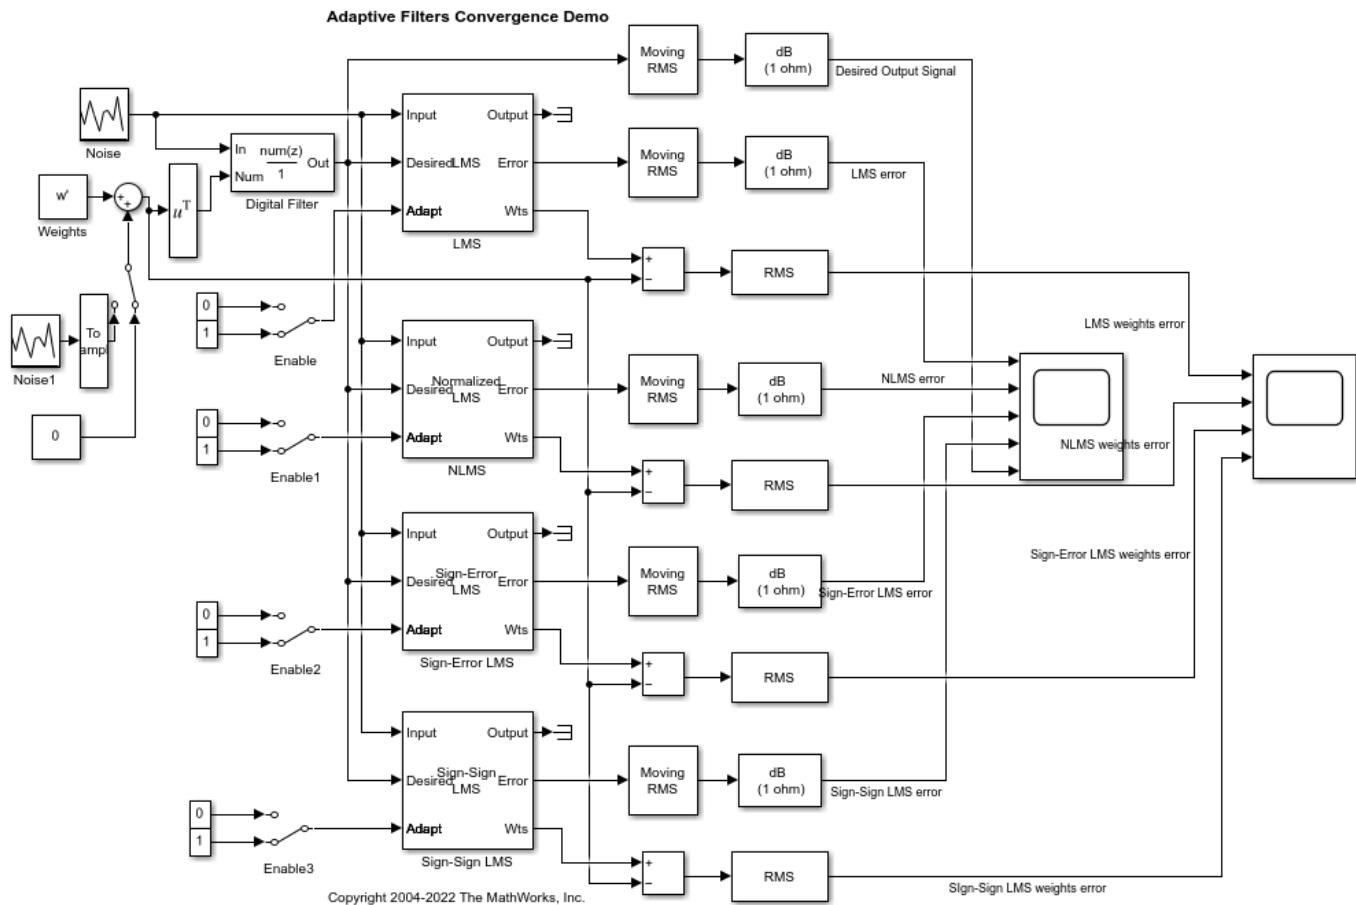 Adaptive Filters Convergence Demo
Moving
RMS
dB
(1 ohm)
Desired Output Signal
Noise
Input
Output
Desired
LMS
Error
Adapt
Wts
LMS
In
Num
num(z)
1
Out
Digital Filter
Moving
RMS
dB
(1 ohm)
LMS error
w'
Weights
+
+
u^T
+
−
RMS
LMS weights error
0
1
Enable
Noise1
To
ampl
0
Input
Output
Desired
Normalized
LMS
Error
Adapt
Wts
NLMS
Moving
RMS
dB
(1 ohm)
NLMS error
0
1
Enable1
+
−
RMS
NLMS weights error
Input
Output
Desired
Sign-Error
LMS
Error
Adapt
Wts
Sign-Error LMS
Moving
RMS
dB
(1 ohm)
Sign-Error LMS error
0
1
Enable2
+
−
RMS
Sign-Error LMS weights error
Input
Output
Desired
Sign-Sign
LMS
Error
Adapt
Wts
Sign-Sign LMS
Moving
RMS
dB
(1 ohm)
Sign-Sign LMS error
0
1
Enable3
+
−
RMS
SIgn-Sign LMS weights error
Copyright 2004-2022 The MathWorks, Inc.